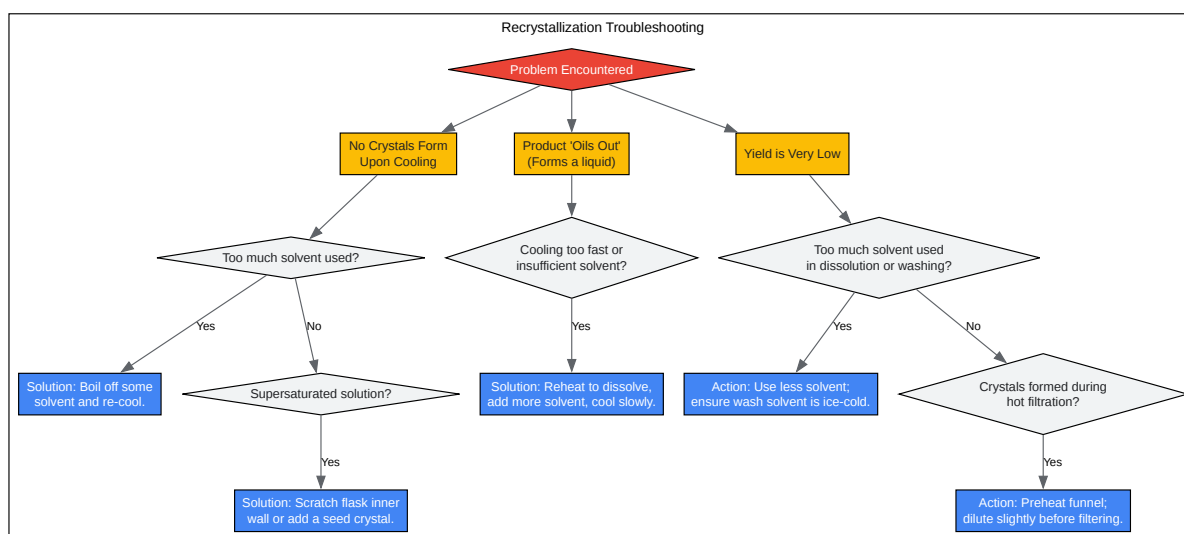 Recrystallization Troubleshooting
Problem Encountered
No Crystals Form
Upon Cooling
Product 'Oils Out'
(Forms a liquid)
Yield is Very Low
Too much solvent used?
Cooling too fast or
insufficient solvent?
Too much solvent used
in dissolution or washing?
Yes
No
Yes
Yes
No
Solution: Boil off some
solvent and re-cool.
Supersaturated solution?
Solution: Reheat to dissolve,
add more solvent, cool slowly.
Action: Use less solvent;
ensure wash solvent is ice-cold.
Crystals formed during
hot filtration?
Yes
Yes
Solution: Scratch flask inner
wall or add a seed crystal.
Action: Preheat funnel;
dilute slightly before filtering.